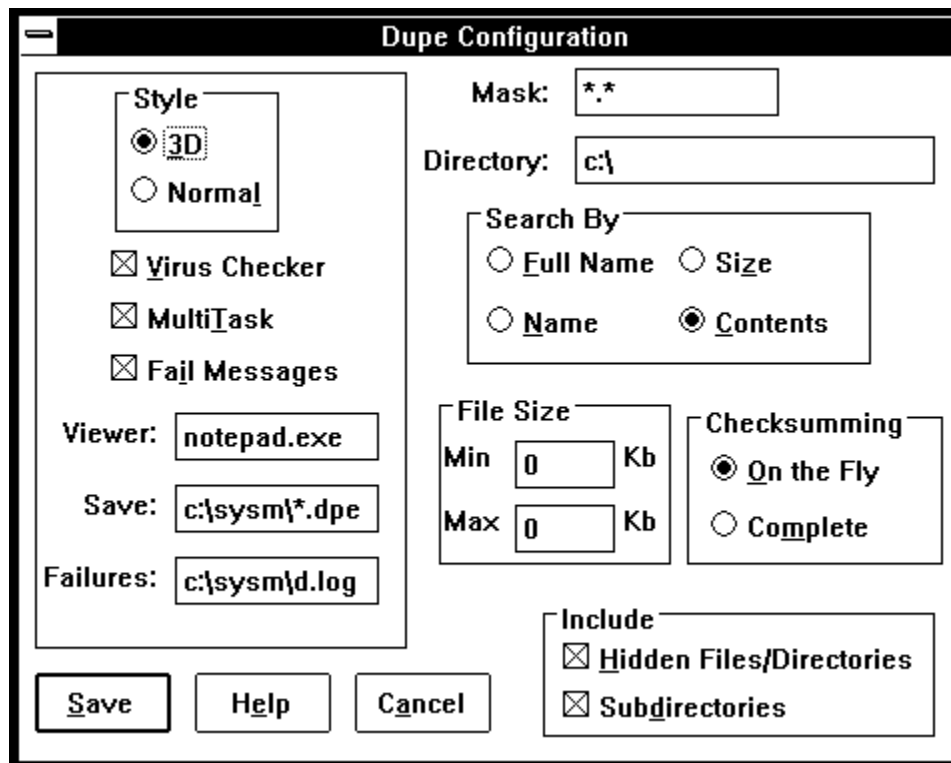 Dupe Configuration
Style
3D
Normal
Virus Checker
MultiTask
Fail Messages
Viewer: notepad.exe
Save: c:\sysm\*.dpe
Failures: c:\sysm\d.log
Mask: *.*
Directory: c:\
Search By
Full Name Size
Name Contents
File Size
Min 0 Kb
Max 0 Kb
Checksumming
On the Fly
Complete
Include
Hidden Files/Directories
Subdirectories
Save Help Cancel